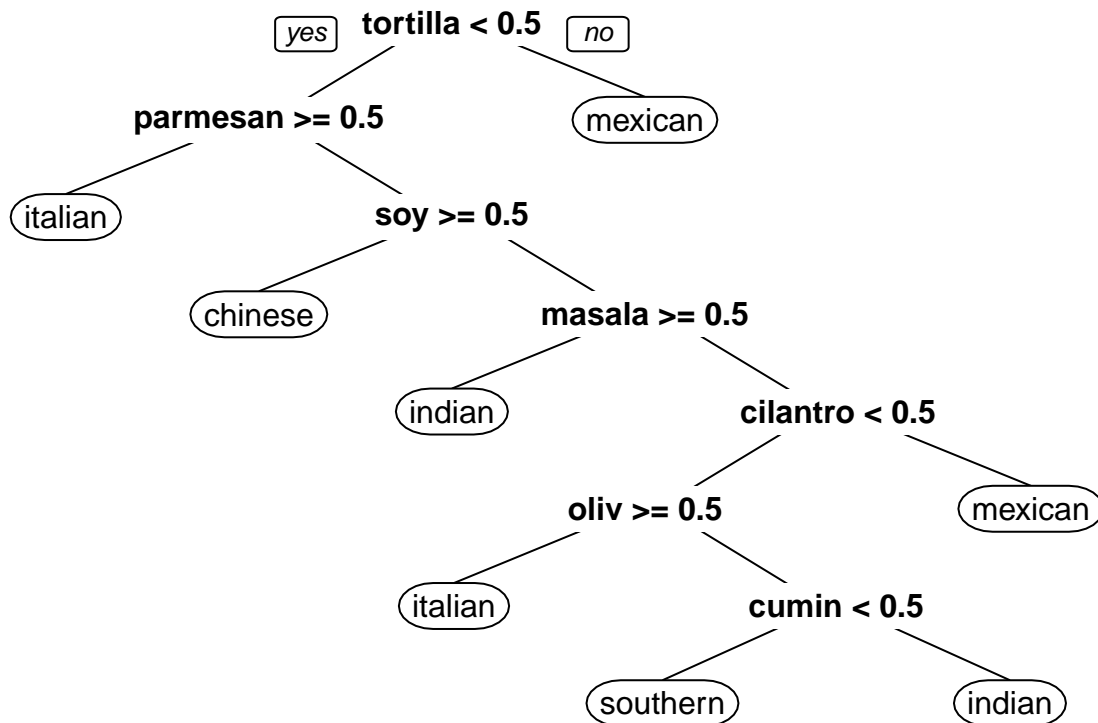 yes tortilla < 0.5 no
parmesan >= 0.5 mexican
italian soy >= 0.5
chinese masala >= 0.5
indian cilantro < 0.5
oliv >= 0.5 mexican
italian cumin < 0.5
southern indian